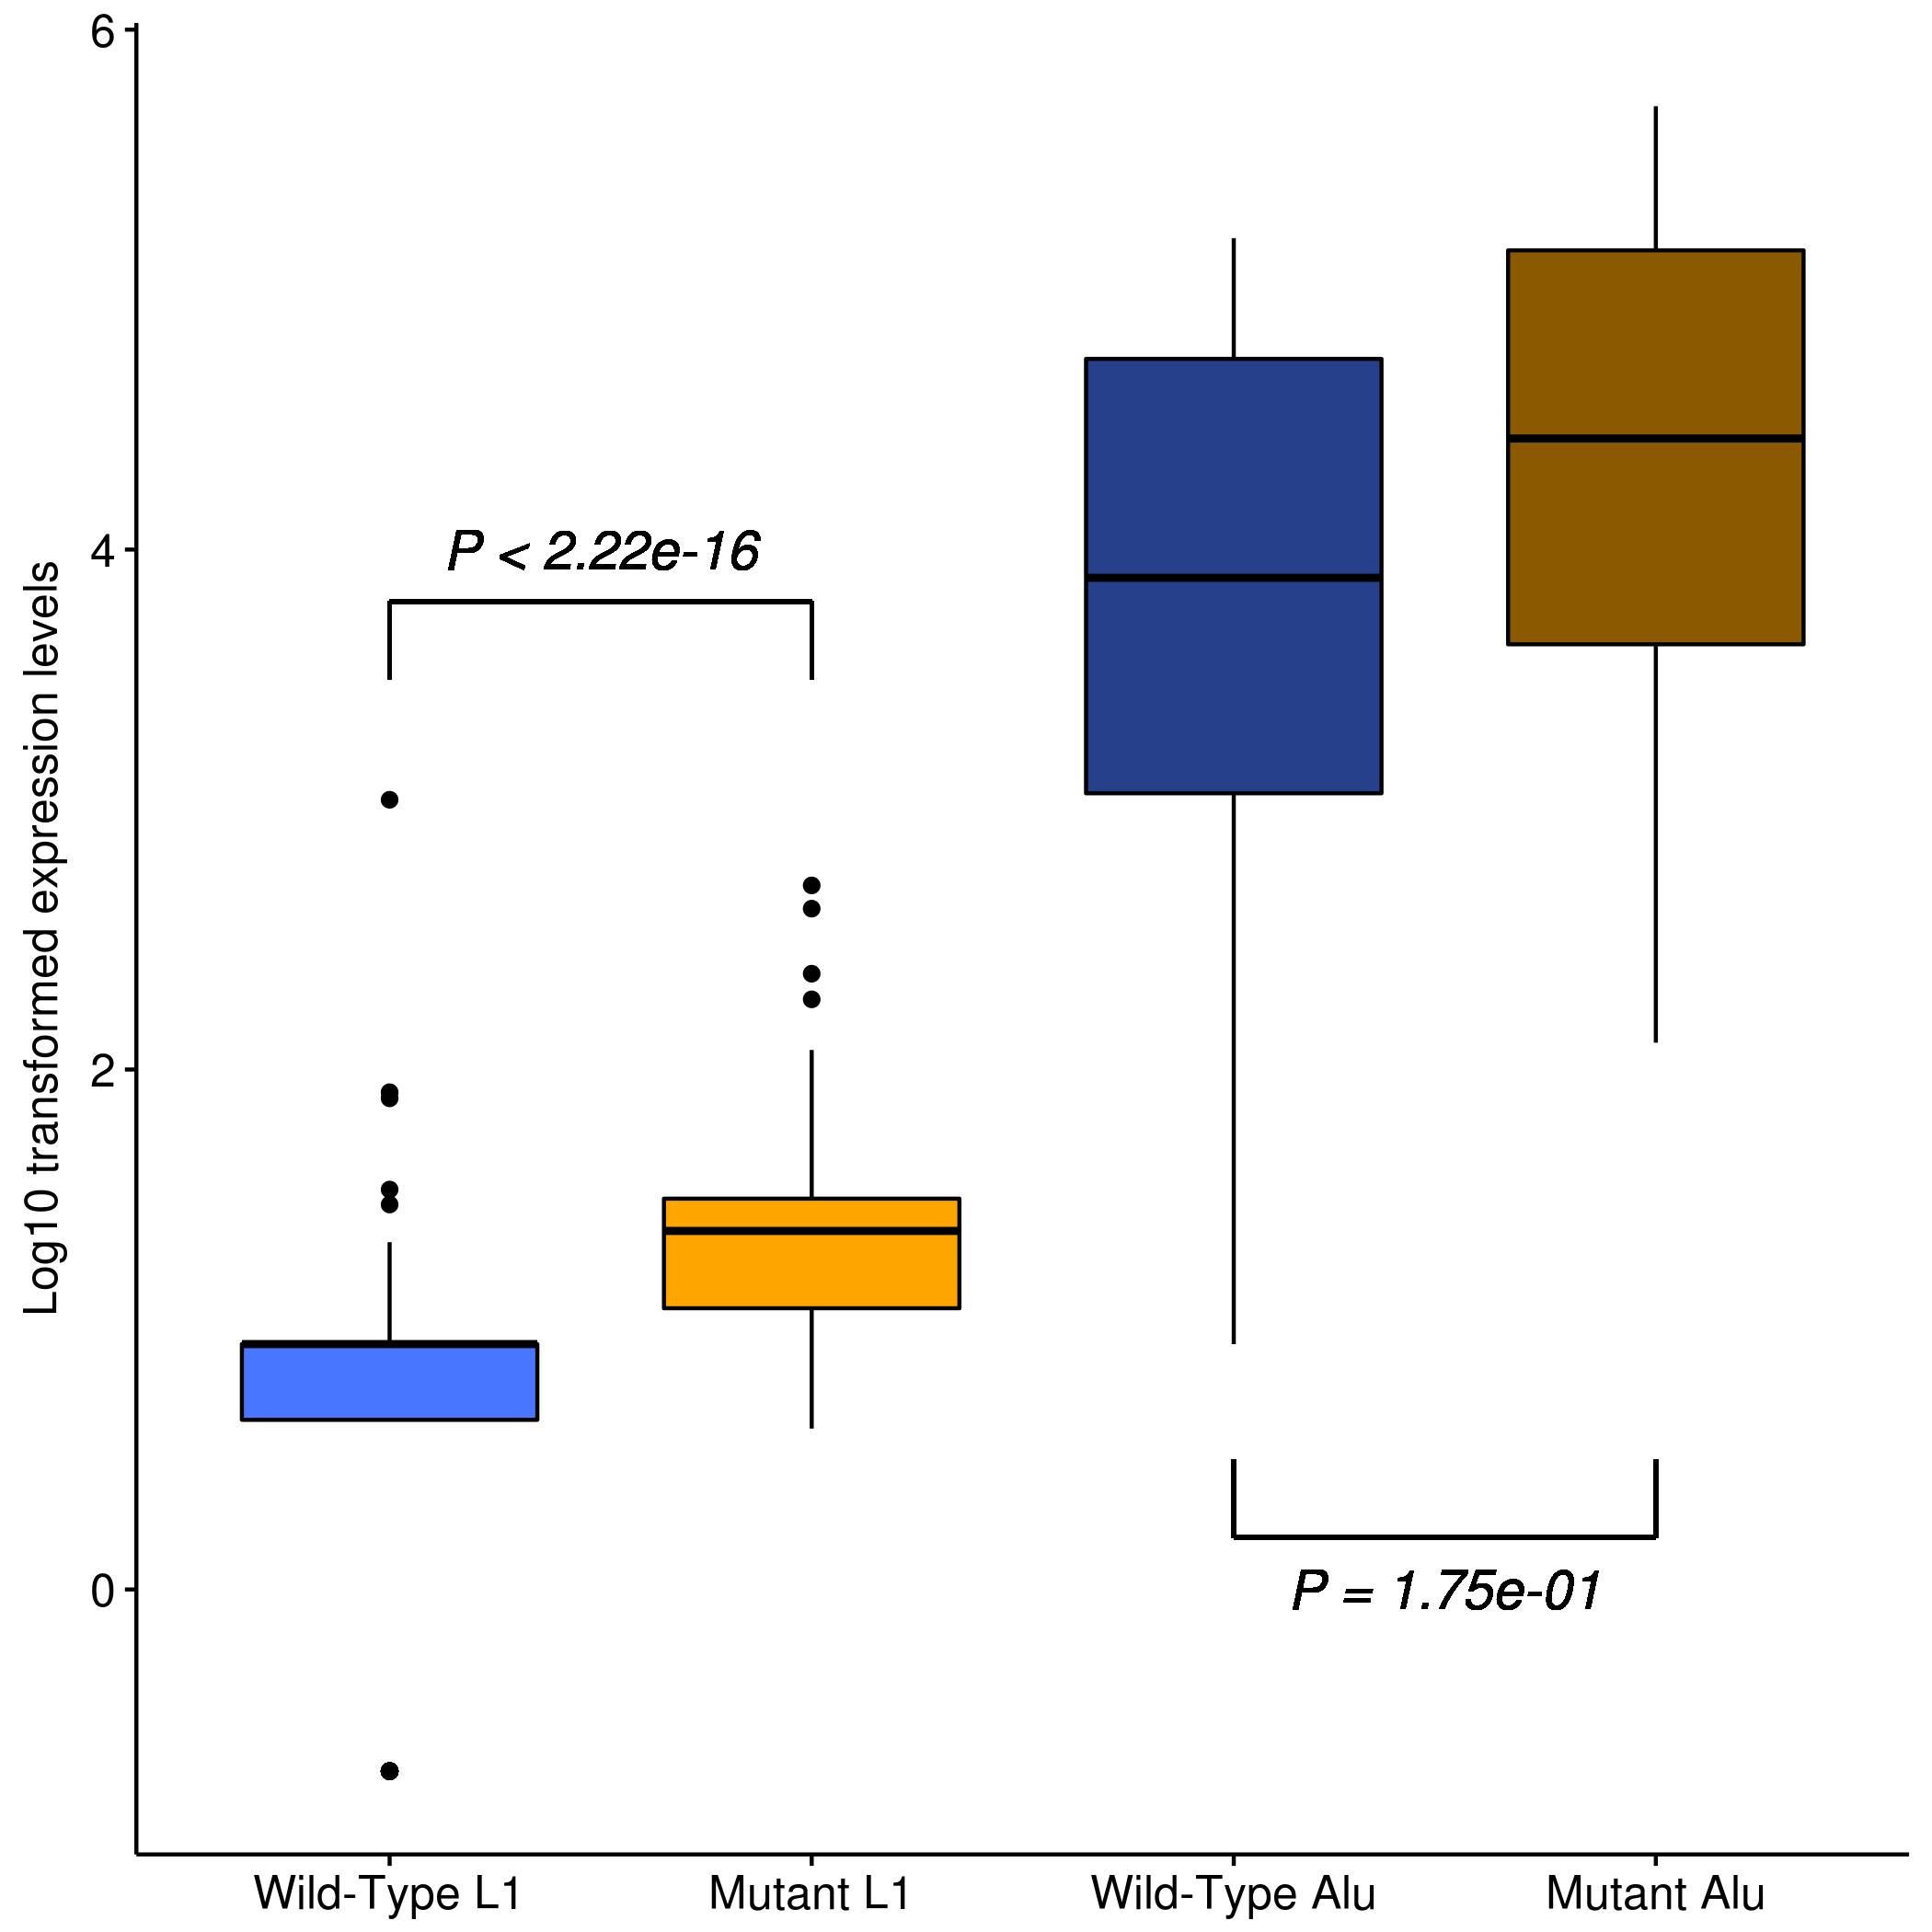 6
4
2
0
Log10 transformed expression levels
P < 2.22e-16
P = 1.75e-01
Wild-Type L1
Mutant L1
Wild-Type Alu
Mutant Alu